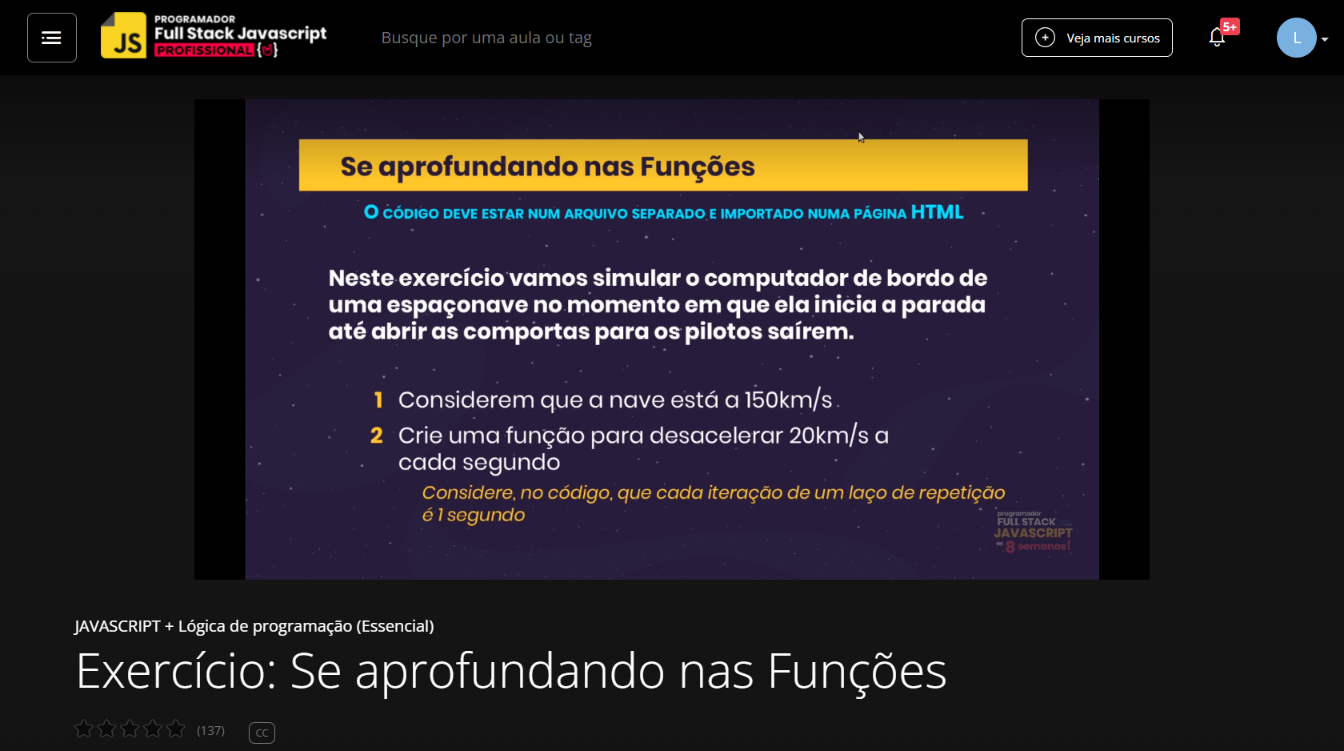 JS
PROGRAMADOR
Full Stack Javascript
PROFISSIONAL { }
Busque por uma aula ou tag
Veja mais cursos
5+
L
Se aprofundando nas Funções
O CÓDIGO DEVE ESTAR NUM ARQUIVO SEPARADO E IMPORTADO NUMA PÁGINA HTML
Neste exercício vamos simular o computador de bordo de
uma espaçonave no momento em que ela inicia a parada
até abrir as comportas para os pilotos saírem.
1 Considerem que a nave está a 150km/s
2 Crie uma função para desacelerar 20km/s a
cada segundo
Considere, no código, que cada iteração de um laço de repetição
é 1 segundo
programador
FULL STACK
JAVASCRIPT
em 8 semanas!
JAVASCRIPT + Lógica de programação (Essencial)
Exercício: Se aprofundando nas Funções
(137)
CC